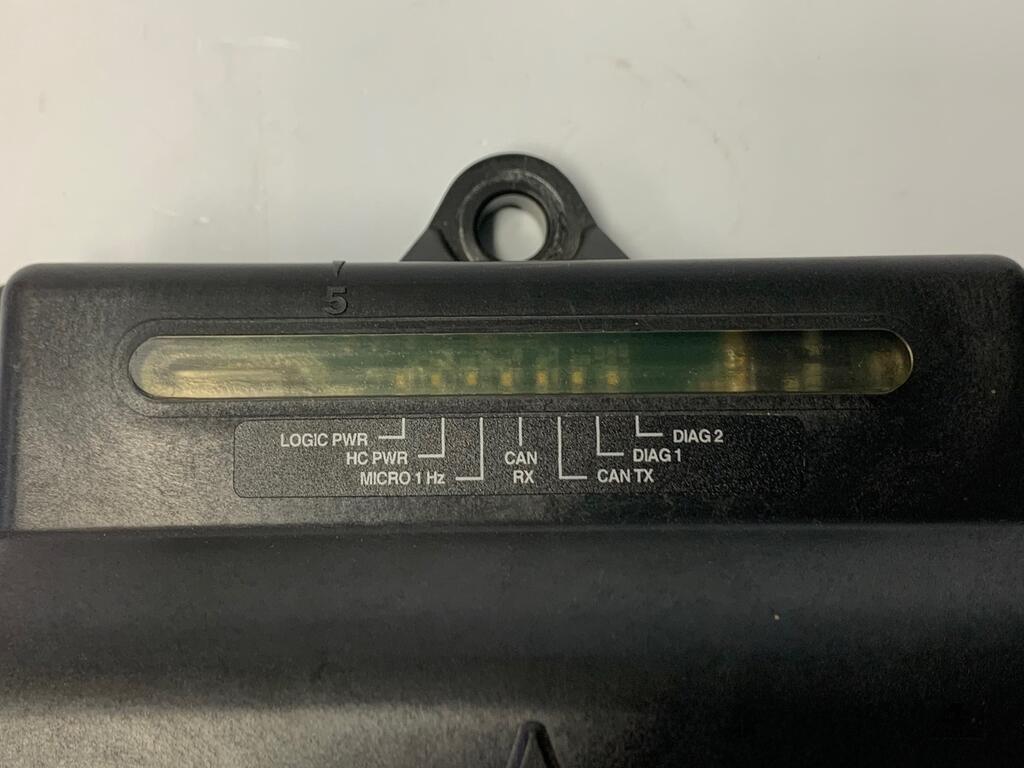 5
LOGIC PWR
DIAG 2
HC PWR
CAN
RX
DIAG 1
MICRO 1 Hz
CAN TX